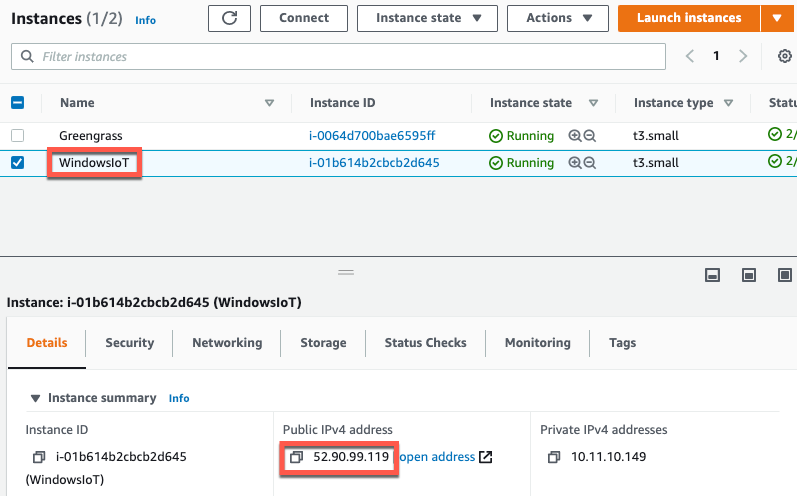 Instances (1/2) Info Connect Instance state Actions Launch instances
Filter instances 1
Name Instance ID Instance state Instance type Statu
Greengrass i-0064d700bae6595ff Running t3.small 2/
WindowsIoT i-01b614b2cbcb2d645 Running t3.small 2/
Instance: i-01b614b2cbcb2d645 (WindowsIoT)
Details Security Networking Storage Status Checks Monitoring Tags
Instance summary Info
Instance ID Public IPv4 address Private IPv4 addresses
i-01b614b2cbcb2d645 52.90.99.119 open address 10.11.10.149
(WindowsIoT)